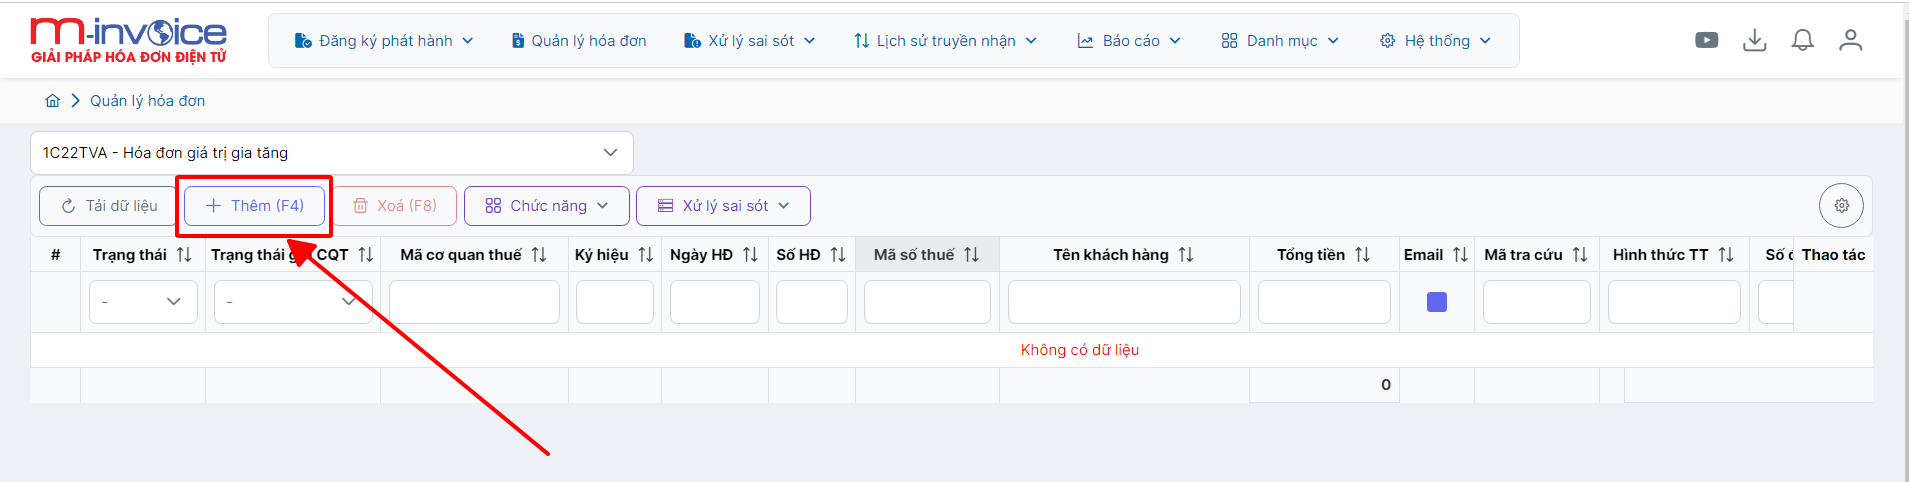 m-invoice
GIẢI PHÁP HÓA ĐƠN ĐIỆN TỬ
Đăng ký phát hành
Quản lý hóa đơn
Xử lý sai sót
Lịch sử truyền nhận
Báo cáo
Danh mục
Hệ thống
Quản lý hóa đơn
1C22TVA - Hóa đơn giá trị gia tăng
Tải dữ liệu
Thêm (F4)
Xoá (F8)
Chức năng
Xử lý sai sót
# Trạng thái Trạng thái CQT Mã cơ quan thuế Ký hiệu Ngày HĐ Số HĐ Mã số thuế Tên khách hàng Tổng tiền Email Mã tra cứu Hình thức TT Số Thao tác
- -
Không có dữ liệu
0